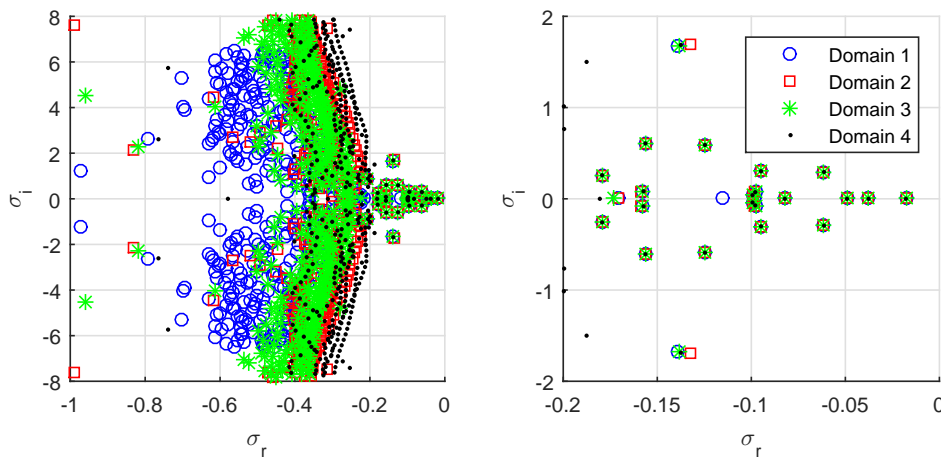 8
6
4
2
0
-2
-4
-6
-8
σi
-1 -0.8 -0.6 -0.4 -0.2 0
σr
2
1
0
-1
-2
σi
-0.2 -0.15 -0.1 -0.05 0
σr
Domain 1
Domain 2
Domain 3
Domain 4